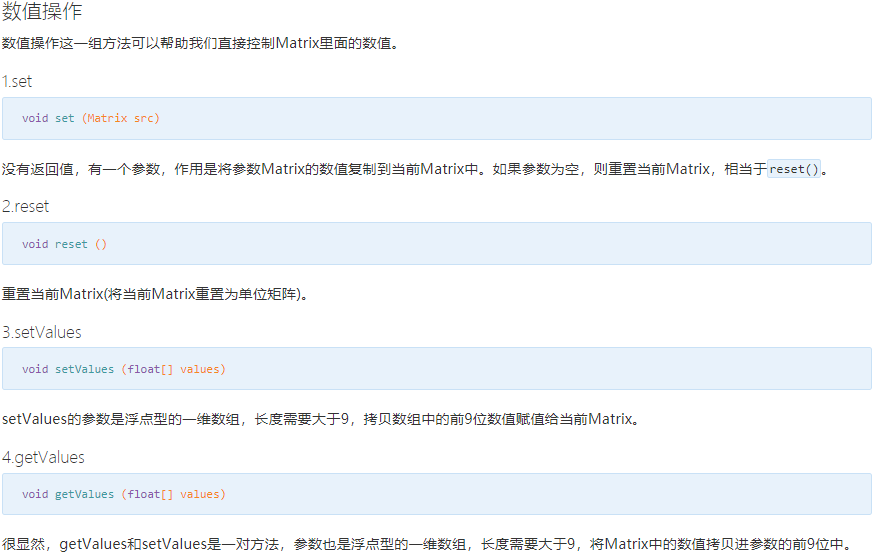 数值操作
数值操作这一组方法可以帮助我们直接控制Matrix里面的数值。
1.set
void set (Matrix src)
没有返回值，有一个参数，作用是将参数Matrix的数值复制到当前Matrix中。如果参数为空，则重置当前Matrix，相当于reset()。
2.reset
void reset ()
重置当前Matrix(将当前Matrix重置为单位矩阵)。
3.setValues
void setValues (float[] values)
setValues的参数是浮点型的一维数组，长度需要大于9，拷贝数组中的前9位数值赋值给当前Matrix。
4.getValues
void getValues (float[] values)
很显然，getValues和setValues是一对方法，参数也是浮点型的一维数组，长度需要大于9，将Matrix中的数值拷贝进参数的前9位中。